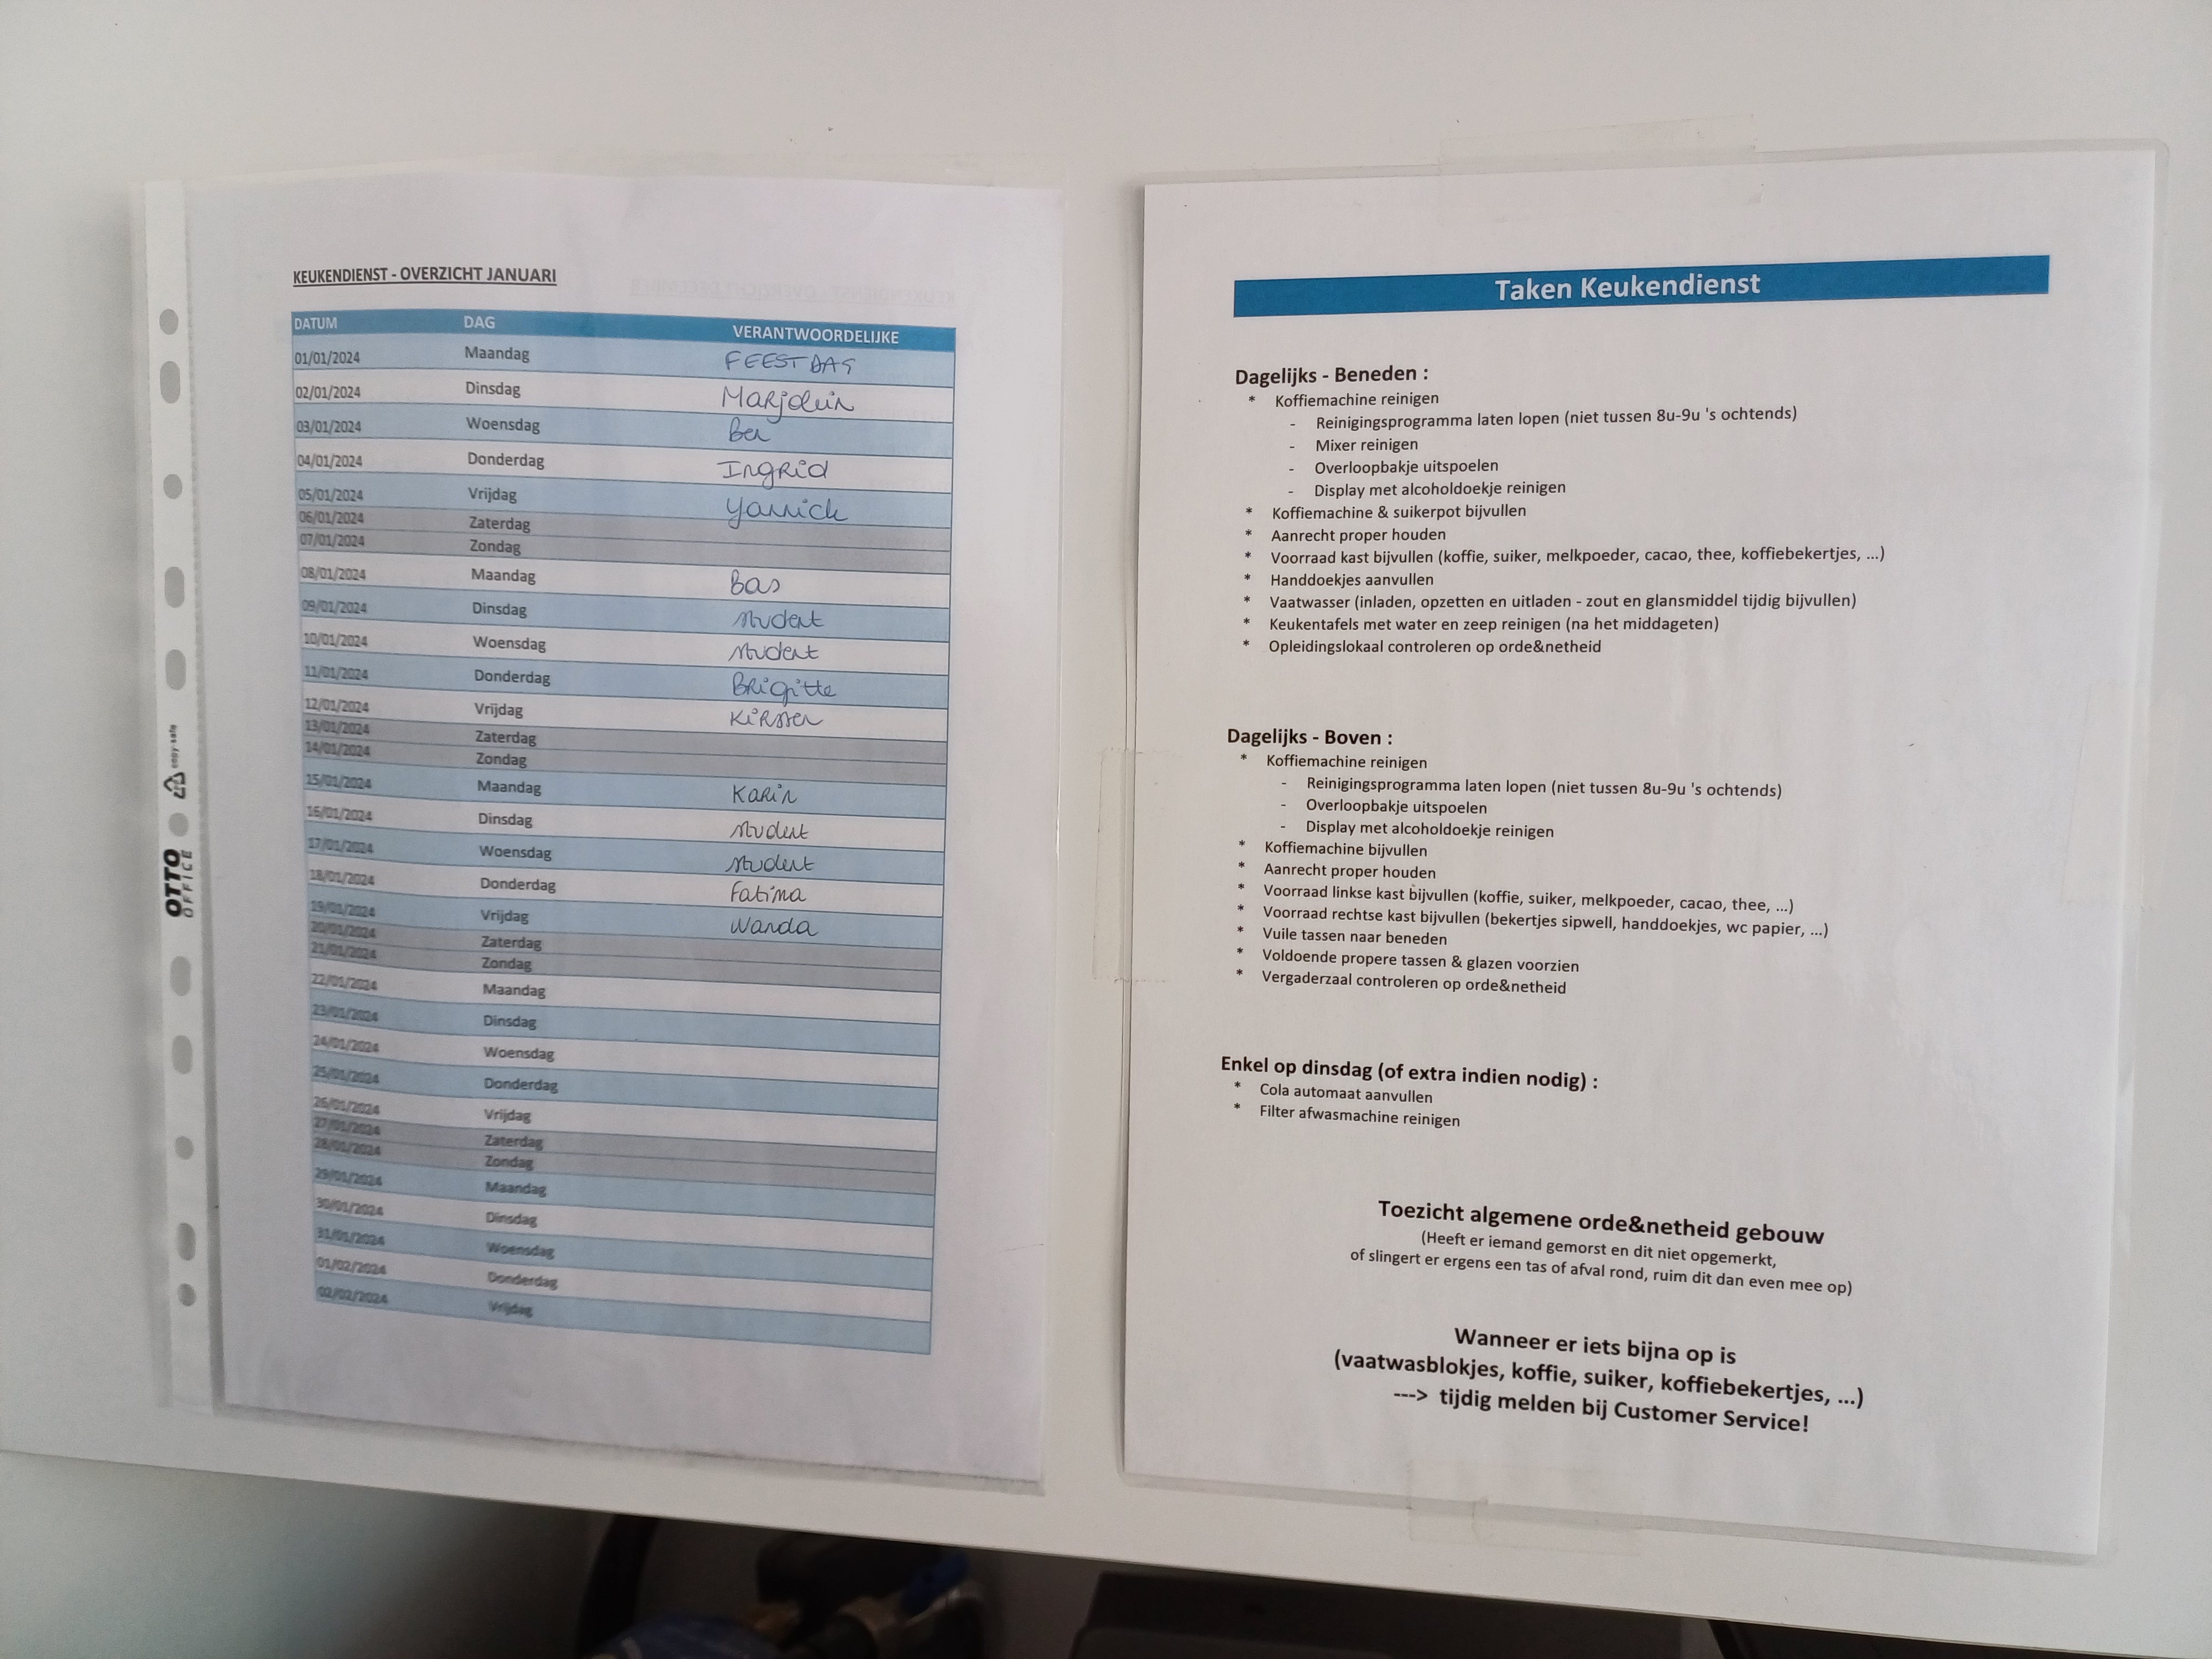 KEUKENDIENST - OVERZICHT JANUARI
DATUM DAG VERANTWOORDELIJKE
01/01/2024 Maandag FEESTDAG
02/01/2024 Dinsdag Marjolein
03/01/2024 Woensdag Ben
04/01/2024 Donderdag Ingrid
05/01/2024 Vrijdag Yannick
06/01/2024 Zaterdag
07/01/2024 Zondag
08/01/2024 Maandag Bas
09/01/2024 Dinsdag student
10/01/2024 Woensdag student
11/01/2024 Donderdag Brigitte
12/01/2024 Vrijdag Kirsten
13/01/2024 Zaterdag
14/01/2024 Zondag
15/01/2024 Maandag Karin
16/01/2024 Dinsdag student
17/01/2024 Woensdag student
18/01/2024 Donderdag Fatima
19/01/2024 Vrijdag Wanda
20/01/2024 Zaterdag
21/01/2024 Zondag
22/01/2024 Maandag
23/01/2024 Dinsdag
24/01/2024 Woensdag
25/01/2024 Donderdag
26/01/2024 Vrijdag
27/01/2024 Zaterdag
28/01/2024 Zondag
29/01/2024 Maandag
30/01/2024 Dinsdag
31/01/2024 Woensdag
01/02/2024 Donderdag
02/02/2024 Vrijdag
OTTO
OFFICE
copy-safe
Taken Keukendienst
Dagelijks - Beneden :
* Koffiemachine reinigen
- Reinigingsprogramma laten lopen (niet tussen 8u-9u 's ochtends)
- Mixer reinigen
- Overloopbakje uitspoelen
- Display met alcoholdoekje reinigen
* Koffiemachine & suikerpot bijvullen
* Aanrecht proper houden
* Voorraad kast bijvullen (koffie, suiker, melkpoeder, cacao, thee, koffiebekertjes, ...)
* Handdoekjes aanvullen
* Vaatwasser (inladen, opzetten en uitladen - zout en glansmiddel tijdig bijvullen)
* Keukentafels met water en zeep reinigen (na het middageten)
* Opleidingslokaal controleren op orde&netheid
Dagelijks - Boven :
* Koffiemachine reinigen
- Reinigingsprogramma laten lopen (niet tussen 8u-9u 's ochtends)
- Overloopbakje uitspoelen
- Display met alcoholdoekje reinigen
* Koffiemachine bijvullen
* Aanrecht proper houden
* Voorraad linkse kast bijvullen (koffie, suiker, melkpoeder, cacao, thee, ...)
* Voorraad rechtse kast bijvullen (bekertjes sipwell, handdoekjes, wc papier, ...)
* Vuile tassen naar beneden
* Voldoende propere tassen & glazen voorzien
* Vergaderzaal controleren op orde&netheid
Enkel op dinsdag (of extra indien nodig) :
* Cola automaat aanvullen
* Filter afwasmachine reinigen
Toezicht algemene orde&netheid gebouw
(Heeft er iemand gemorst en dit niet opgemerkt,
of slingert er ergens een tas of afval rond, ruim dit dan even mee op)
Wanneer er iets bijna op is
(vaatwasblokjes, koffie, suiker, koffiebekertjes, ...)
---> tijdig melden bij Customer Service!